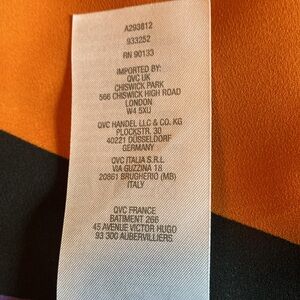 A293812
933252
RN 90133
IMPORTED BY:
QVC UK
CHISWICK PARK
566 CHISWICK HIGH ROAD
LONDON
W4 5XU
QVC HANDEL LLC & CO. KG
PLOCKSTR. 30
40221 DÜSSELDORF
GERMANY
QVC ITALIA S.R.L
VIA GUZZINA 18
20861 BRUGHERIO (MB)
ITALY
QVC FRANCE
BATIMENT 268
45 AVENUE VICTOR HUGO
93 300 AUBERVILLIERS